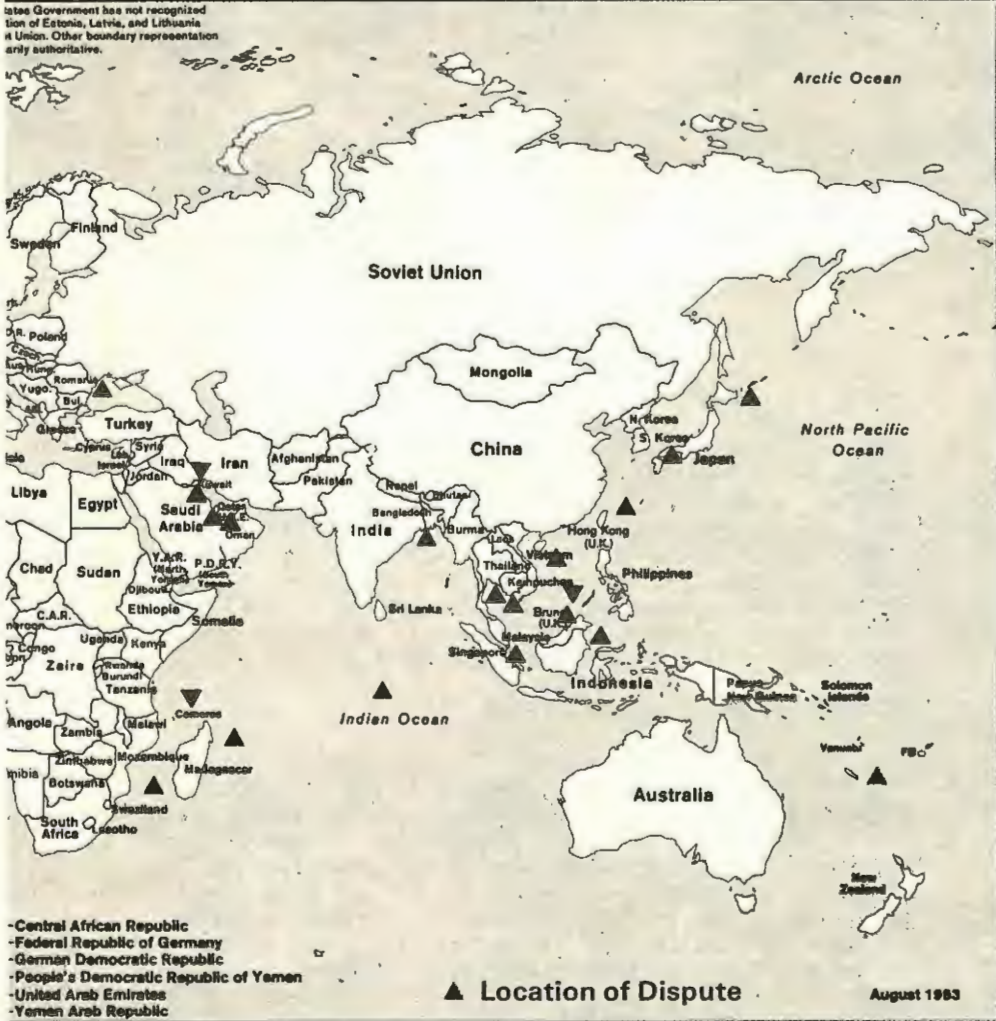 ates Government has not recognized
tion of Estonia, Latvia, and Lithuania
t Union. Other boundary representation
arily authoritative.
Arctic Ocean
Finland
Sweden
Soviet Union
D.R. Poland
Czech
Hung.
Romania
Mongolia
Yugo.
Bul.
Greece
Turkey
N. Korea
S. Korea
Japan
North Pacific
Ocean
China
Cyprus
Syria
Leb.
Israel
Iraq
Iran
Afghanistan
Jordan
Kuwait
Pakistan
Nepal
Bhutan
Libya
Egypt
Saudi
Arabia
Qatar
U.A.E.
Oman
Bangladesh
India
Burma
Laos
Hong Kong
(U.K.)
Vietnam
Thailand
Chad
Sudan
Y.A.R.
(North
Yemen)
P.D.R.Y.
(South
Yemen)
Kampuchea
Philippines
Djibouti
Ethiopia
Sri Lanka
Brunei
(U.K.)
C.A.R.
Somalia
Malaysia
Uganda
Kenya
Singapore
Congo
Zaire
Rwanda
Burundi
Tanzania
Indonesia
Papua
New Guinea
Solomon
Islands
Comoros
Indian Ocean
Angola
Malawi
Zambia
Vanuatu
Fiji
Mozambique
Zimbabwe
Madagascar
mibia
Botswana
Australia
Swaziland
South
Africa
Lesotho
New
Zealand
-Central African Republic
-Federal Republic of Germany
-German Democratic Republic
-People's Democratic Republic of Yemen
-United Arab Emirates
-Yemen Arab Republic
Location of Dispute
August 1983